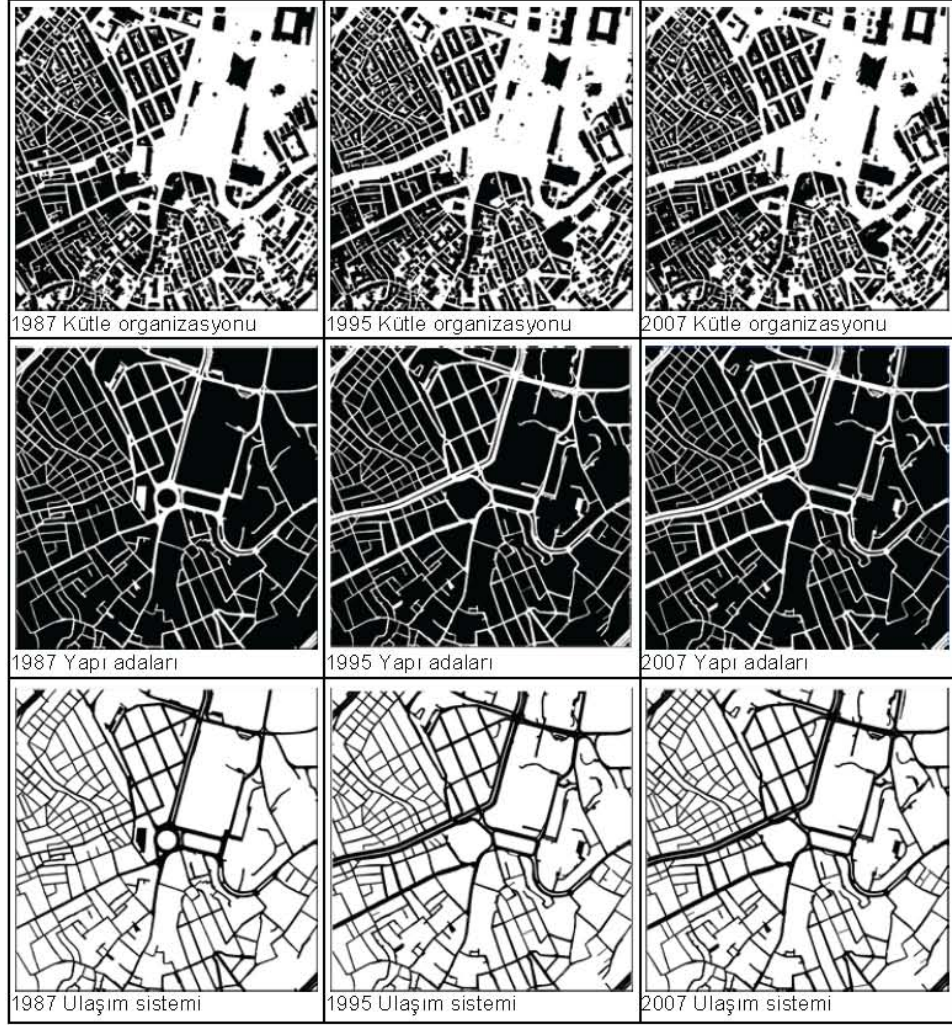 1987 Kütle organizasyonu
1995 Kütle organizasyonu
2007 Kütle organizasyonu
1987 Yapı adaları
1995 Yapı adaları
2007 Yapı adaları
1987 Ulaşım sistemi
1995 Ulaşım sistemi
2007 Ulaşım sistemi